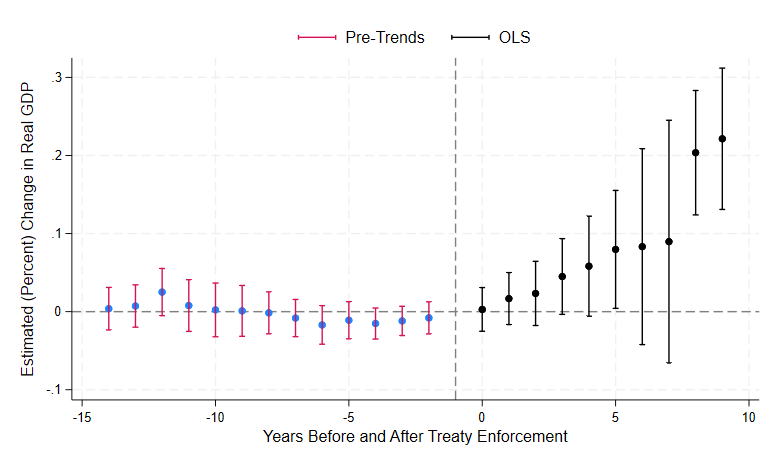 Pre-Trends OLS
Estimated (Percent) Change in Real GDP
.3
.2
.1
0
-.1
-15 -10 -5 0 5 10
Years Before and After Treaty Enforcement